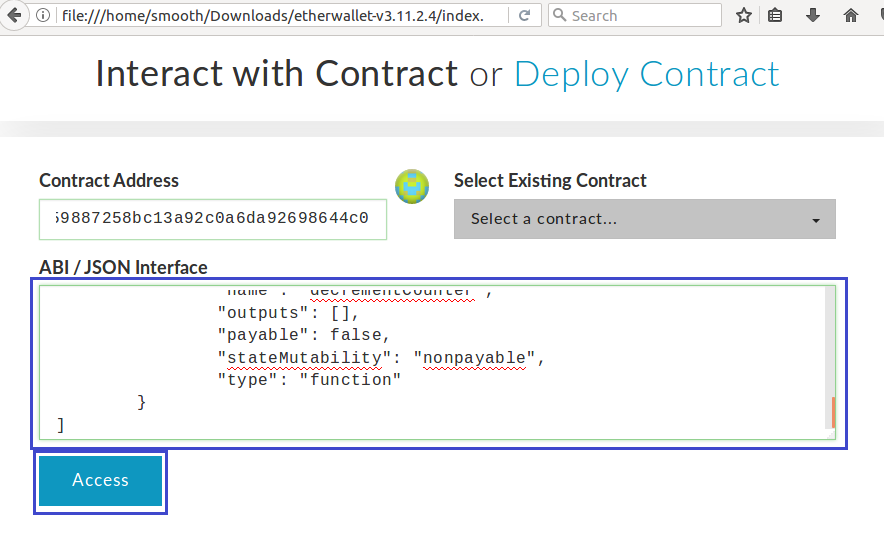 file:///home/smooth/Downloads/etherwallet-v3.11.2.4/index.
Search
Interact with Contract or Deploy Contract
Contract Address
Select Existing Contract
59887258bc13a92c0a6da92698644c0
Select a contract...
ABI / JSON Interface
"name": "decrementCounter",
"outputs": [],
"payable": false,
"stateMutability": "nonpayable",
"type": "function"
}
]
Access